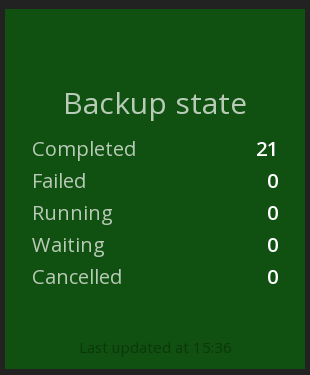 Backup state
Completed 21
Failed 0
Running 0
Waiting 0
Cancelled 0
Last updated at 15:36